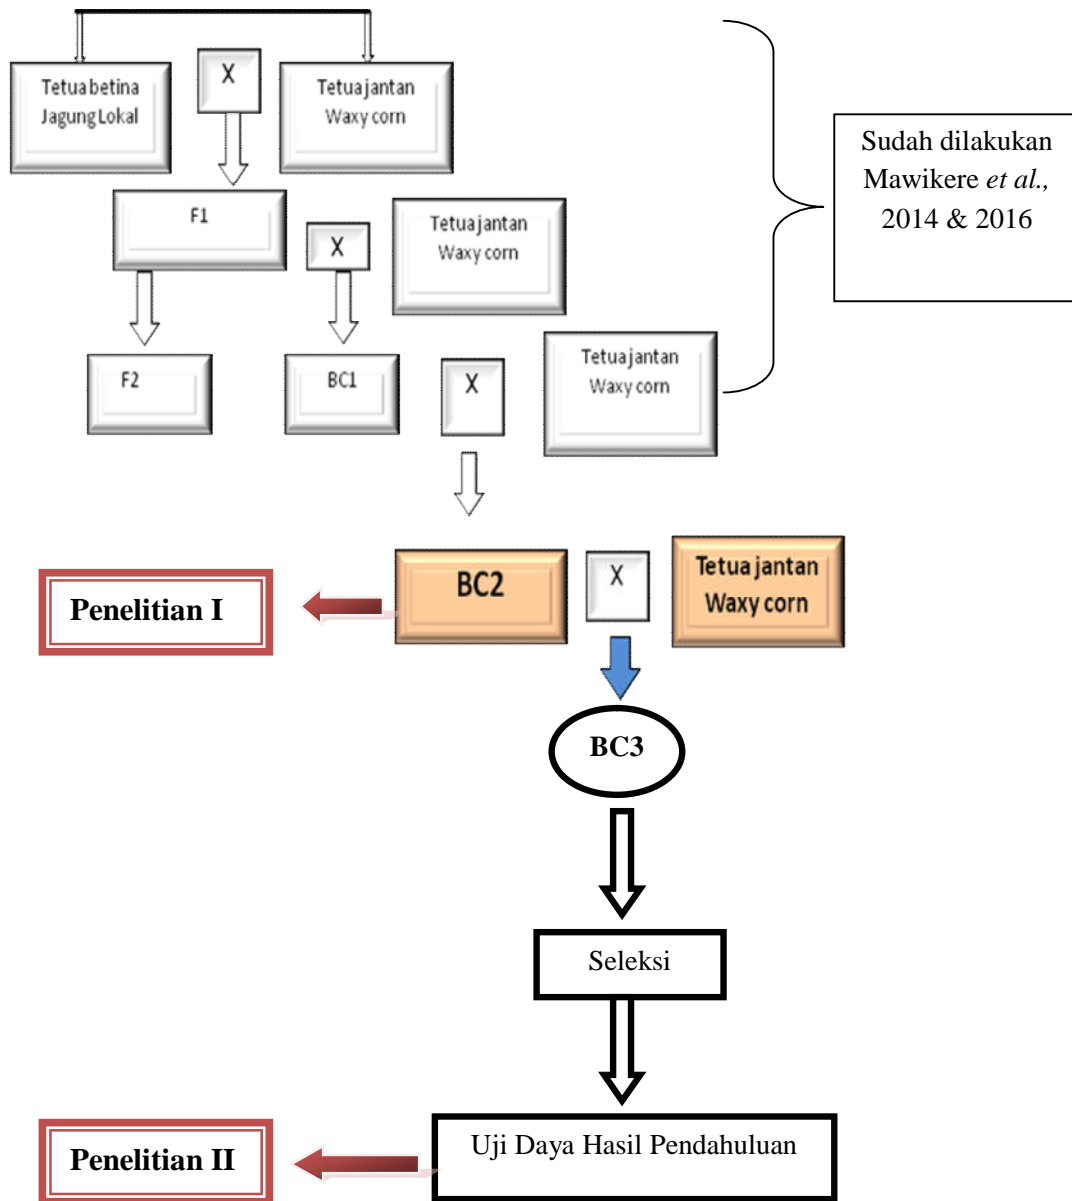 Tetua betina
Jagung Lokal
X
Tetua jantan
Waxy corn
Sudah dilakukan
Mawikere et al.,
2014 & 2016
F1
X
Tetua jantan
Waxy corn
F2
BC1
X
Tetua jantan
Waxy corn
Penelitian I
BC2
X
Tetua jantan
Waxy corn
BC3
Seleksi
Penelitian II
Uji Daya Hasil Pendahuluan